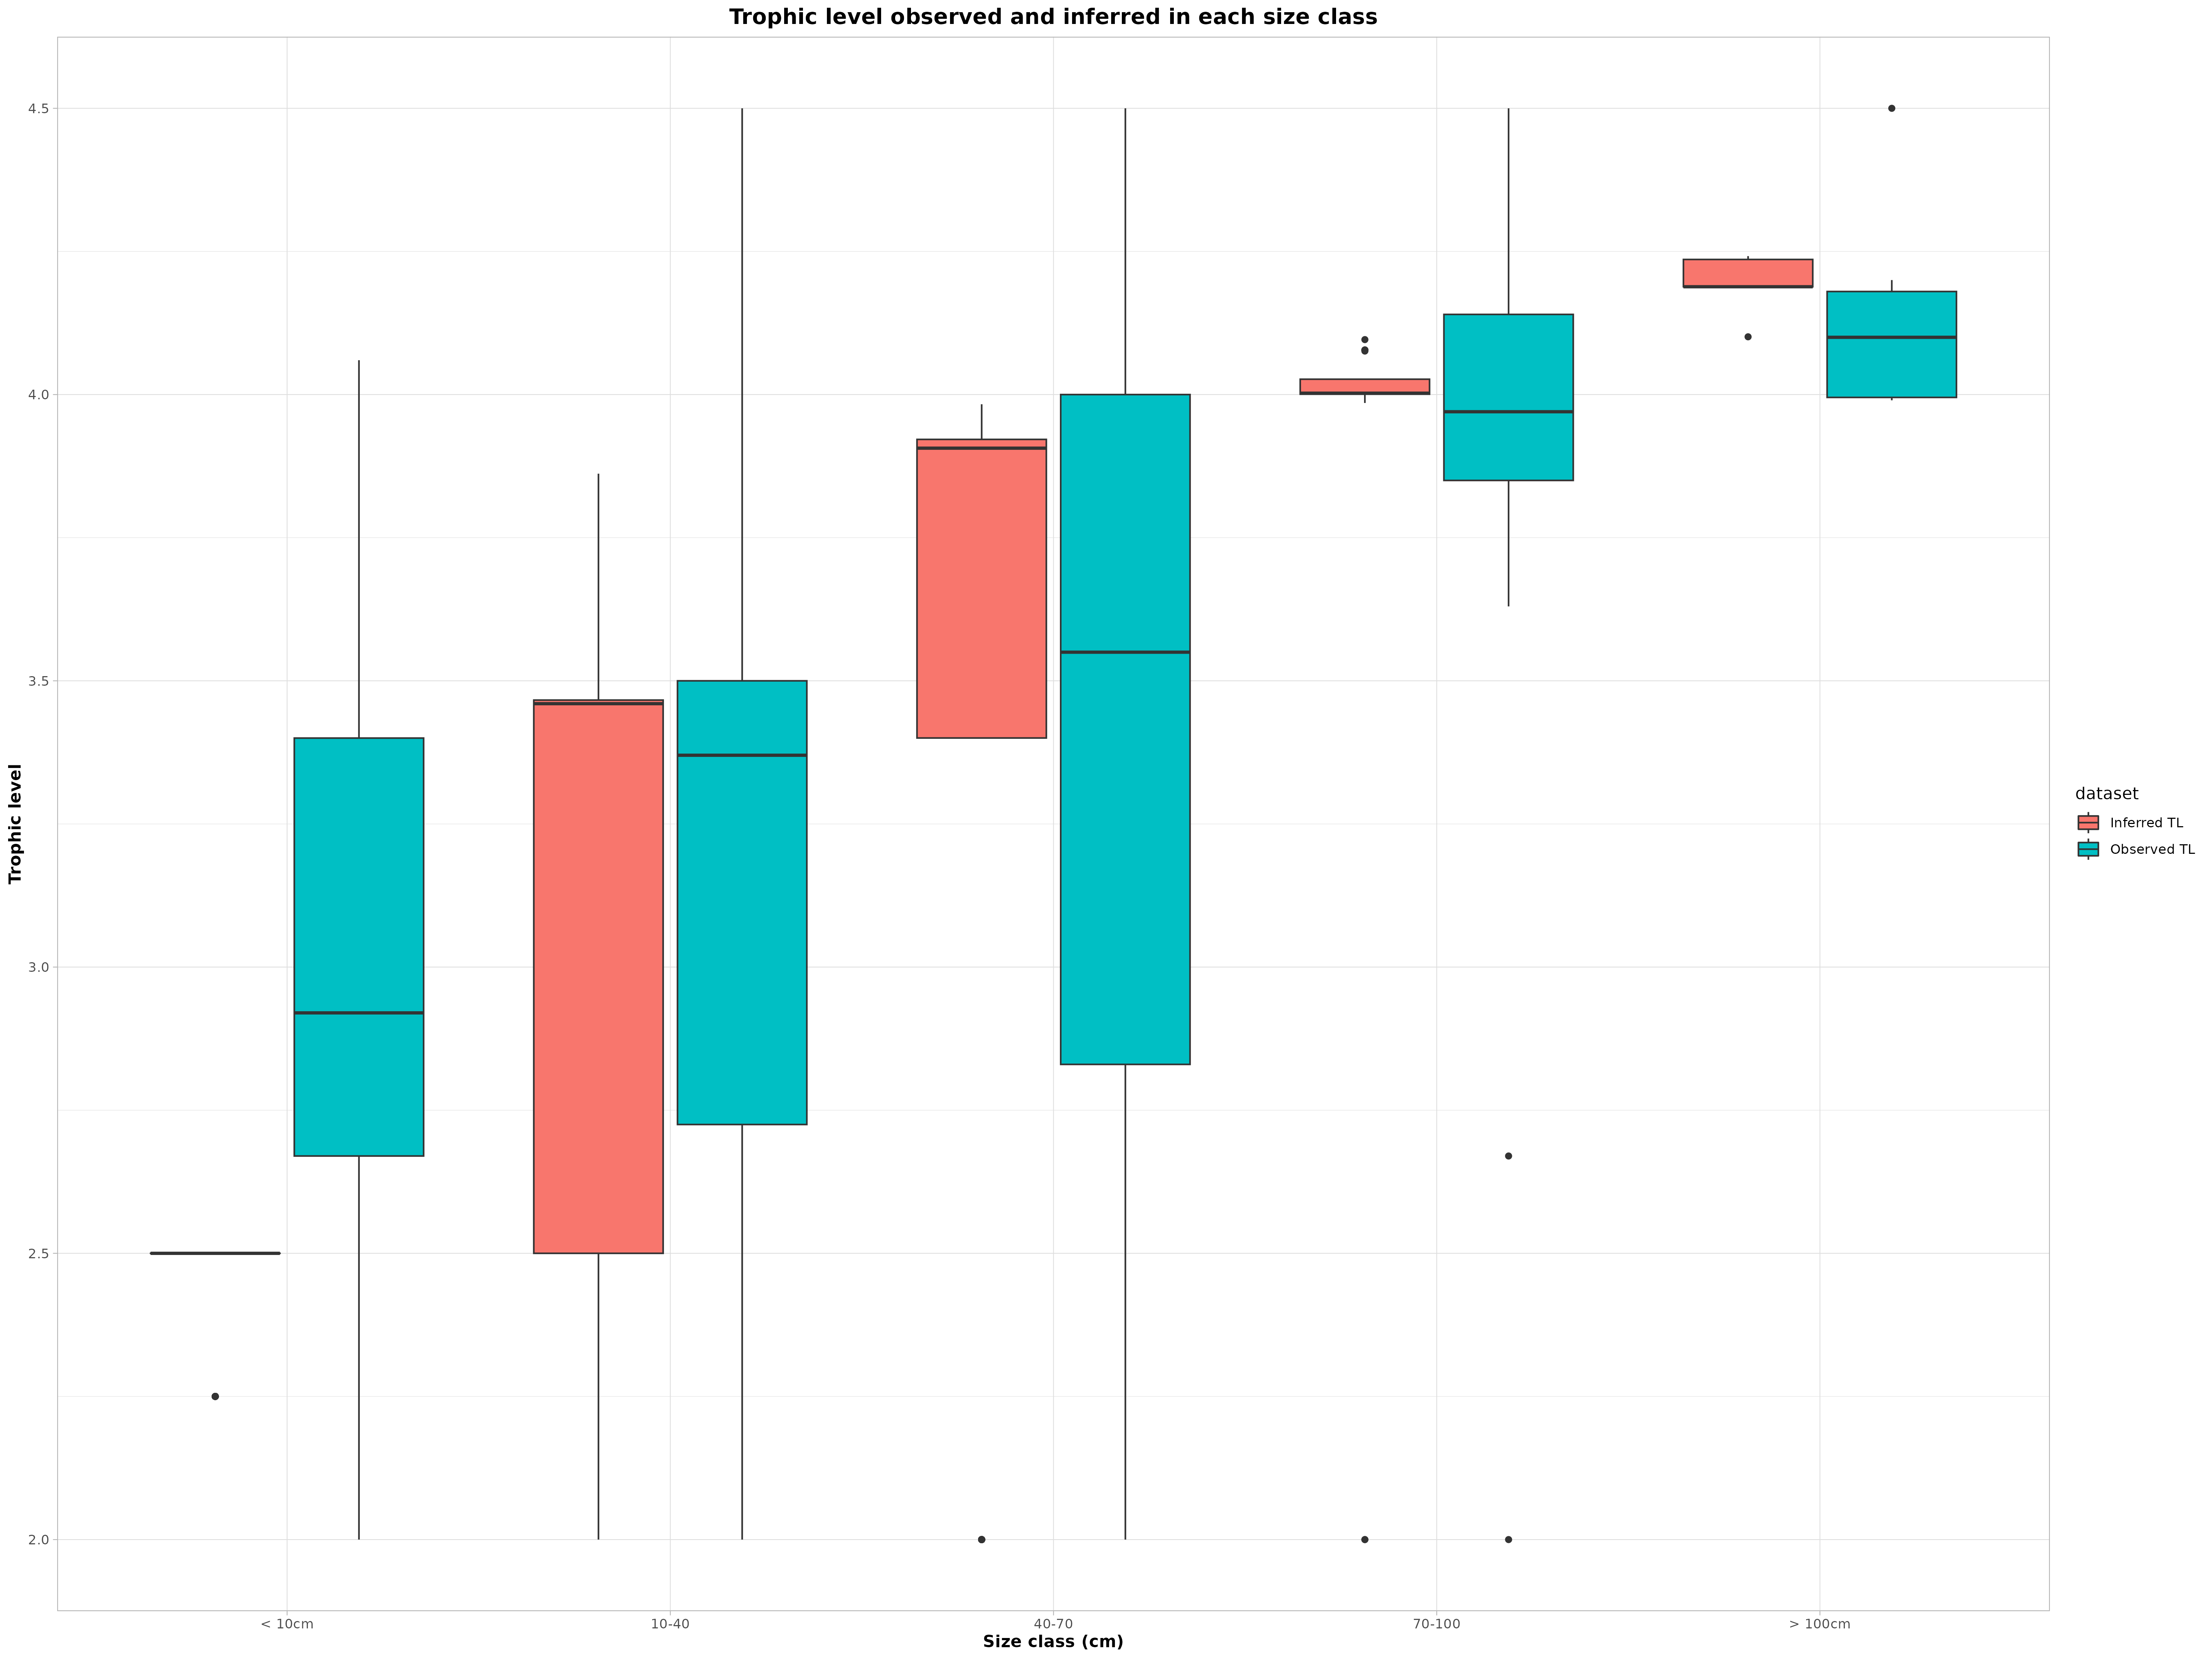 Trophic level observed and inferred in each size class
Trophic level
4.5
4.0
3.5
3.0
2.5
2.0
< 10cm
10-40
40-70
70-100
> 100cm
Size class (cm)
dataset
Inferred TL
Observed TL